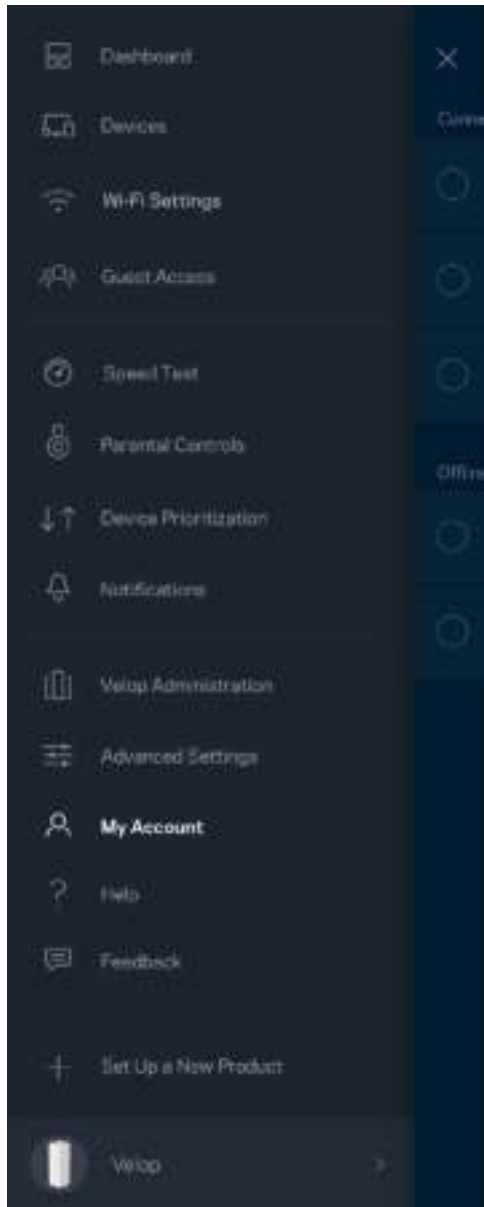 Dashboard
Devices
Wi-Fi Settings
Guest Access
Speed Test
Parental Controls
Device Prioritization
Notifications
Velop Administration
Advanced Settings
My Account
Help
Feedback
Set Up a New Product
Velop